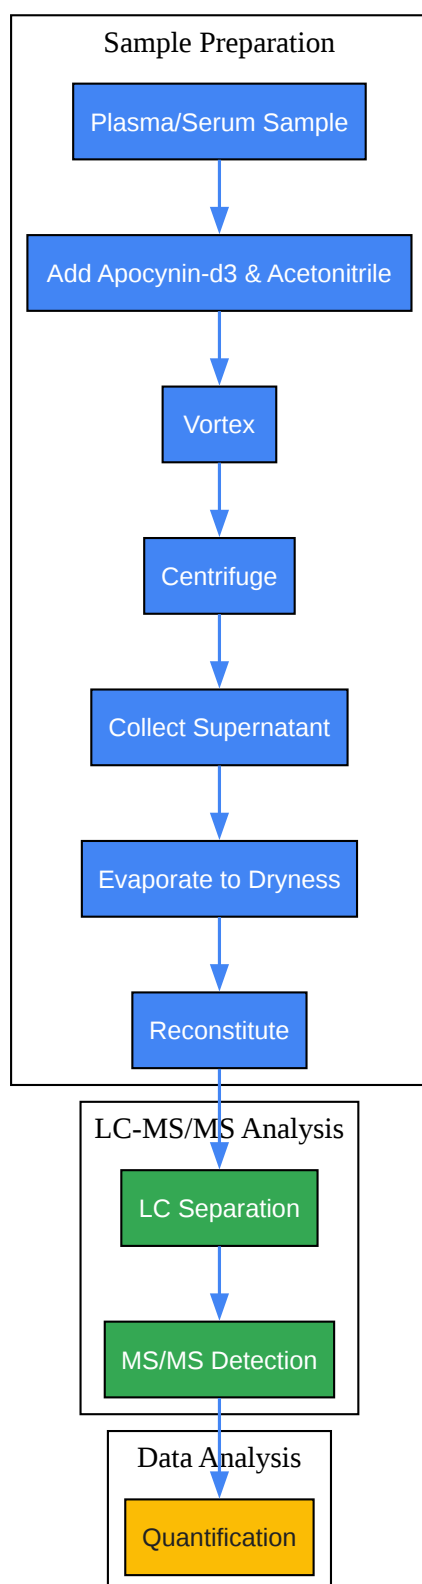 Sample Preparation
Plasma/Serum Sample
Add Apocynin-d3 & Acetonitrile
Vortex
Centrifuge
Collect Supernatant
Evaporate to Dryness
Reconstitute
LC-MS/MS Analysis
LC Separation
MS/MS Detection
Data Analysis
Quantification